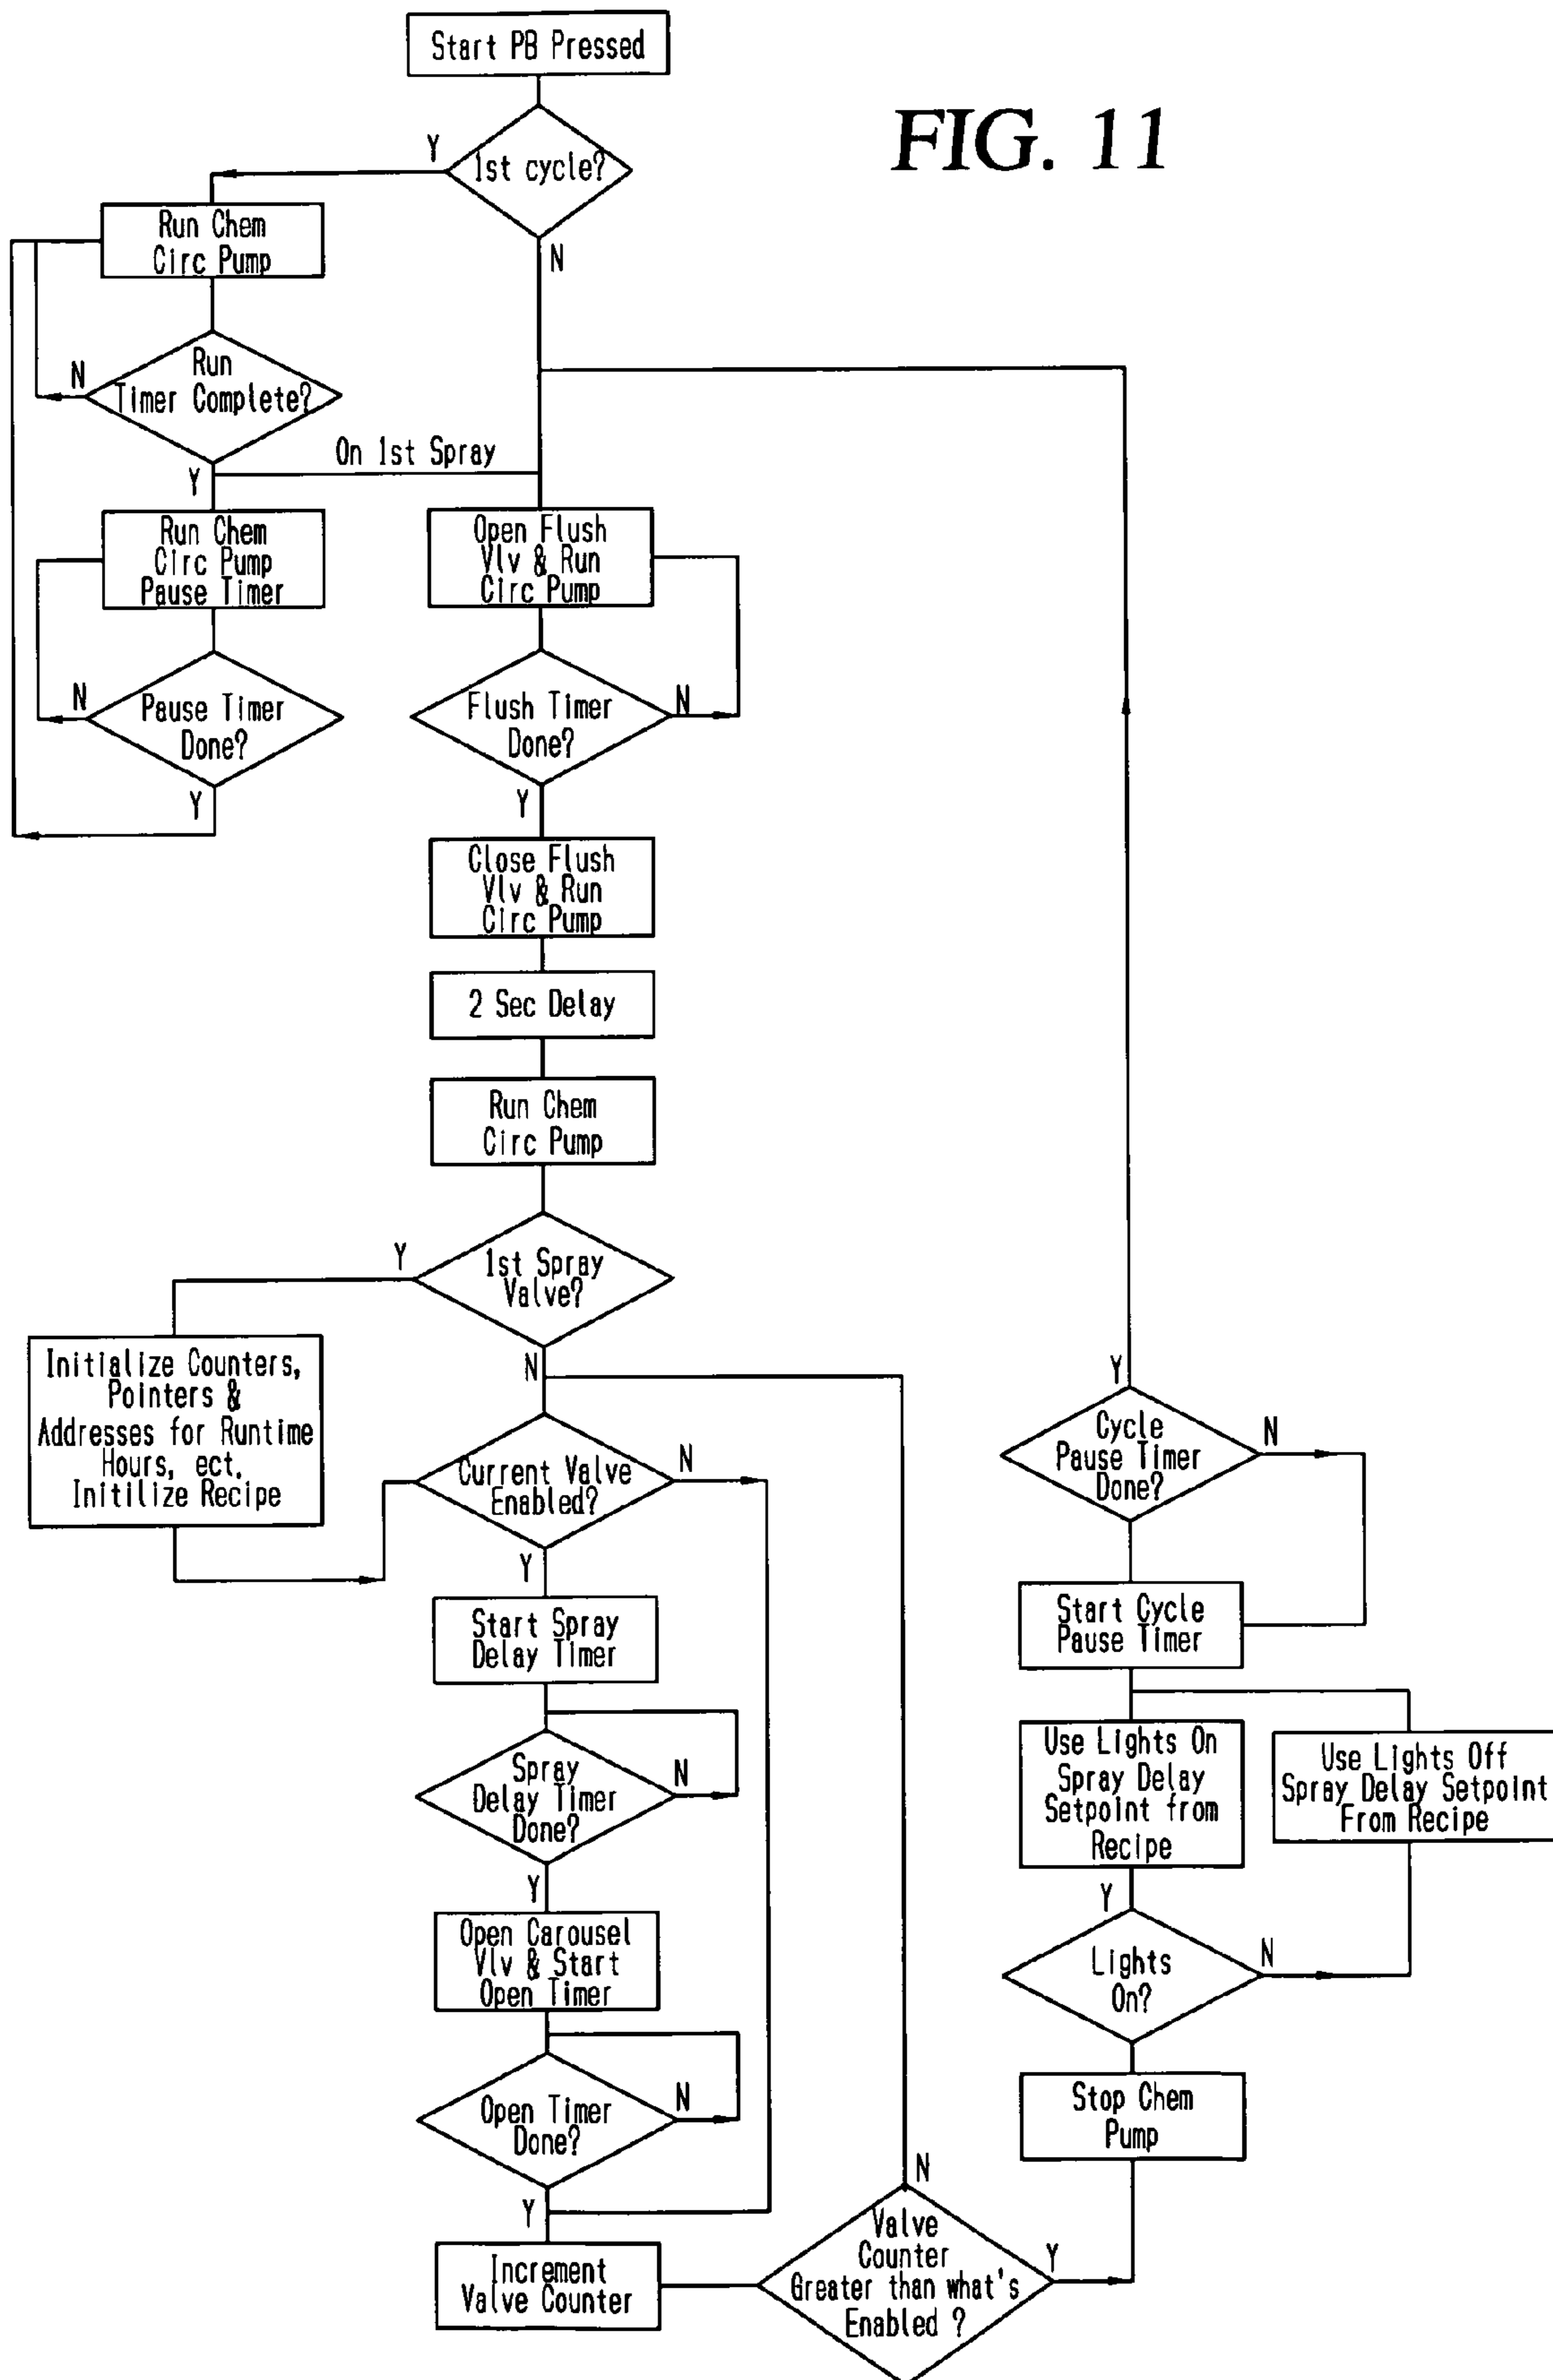 Start PB Pressed
FIG. 11
1st cycle?
Y
N
Run Chem
Circ Pump
Run
Timer Complete?
N
Y
On 1st Spray
Run Chem
Circ Pump
Pause Timer
Pause Timer
Done?
N
Y
Open Flush
Vlv & Run
Circ Pump
Flush Timer
Done?
N
Y
Close Flush
Vlv & Run
Circ Pump
2 Sec Delay
Run Chem
Circ Pump
1st Spray
Valve?
Y
N
Initialize Counters,
Pointers &
Addresses for Runtime
Hours, ect.
Initilize Recipe
Current Valve
Enabled?
N
Y
Start Spray
Delay Timer
Spray
Delay Timer
Done?
N
Y
Open Carousel
Vlv & Start
Open Timer
Open Timer
Done?
N
Y
Increment
Valve Counter
Valve
Counter
Greater than what's
Enabled ?
N
Y
Stop Chem
Pump
Lights
On?
Y
N
Use Lights On
Spray Delay
Setpoint from
Recipe
Use Lights Off
Spray Delay Setpoint
From Recipe
Start Cycle
Pause Timer
Cycle
Pause Timer
Done?
N
Y